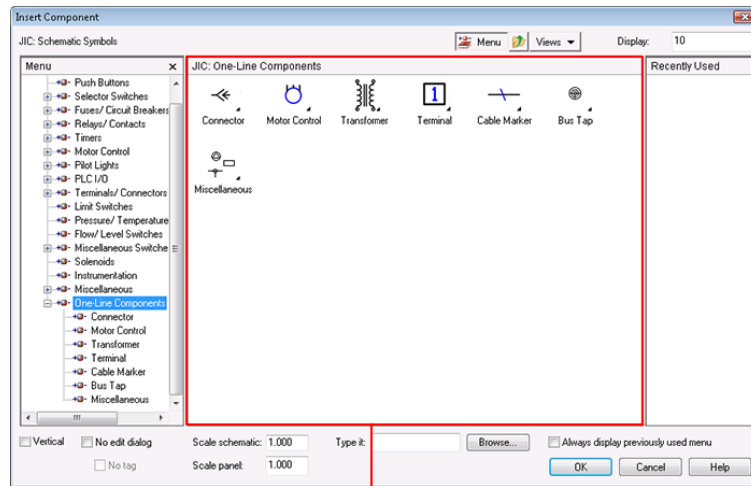 Insert Component
JIC: Schematic Symbols
Menu
Views
Display:
10
Menu
Push Buttons
Selector Switches
Fuses/ Circuit Breakers
Relays/ Contacts
Timers
Motor Control
Pilot Lights
PLC I/O
Terminals/ Connectors
Limit Switches
Pressure/ Temperature
Flow/ Level Switches
Miscellaneous Switche
Solenoids
Instrumentation
Miscellaneous
One-Line Components
Connector
Motor Control
Transformer
Terminal
Cable Marker
Bus Tap
Miscellaneous
JIC: One-Line Components
1
Connector
Motor Control
Transformer
Terminal
Cable Marker
Bus Tap
Miscellaneous
Recently Used
Vertical
No edit dialog
No tag
Scale schematic: 1.000
Scale panel: 1.000
Type it:
Browse...
Always display previously used menu
OK
Cancel
Help